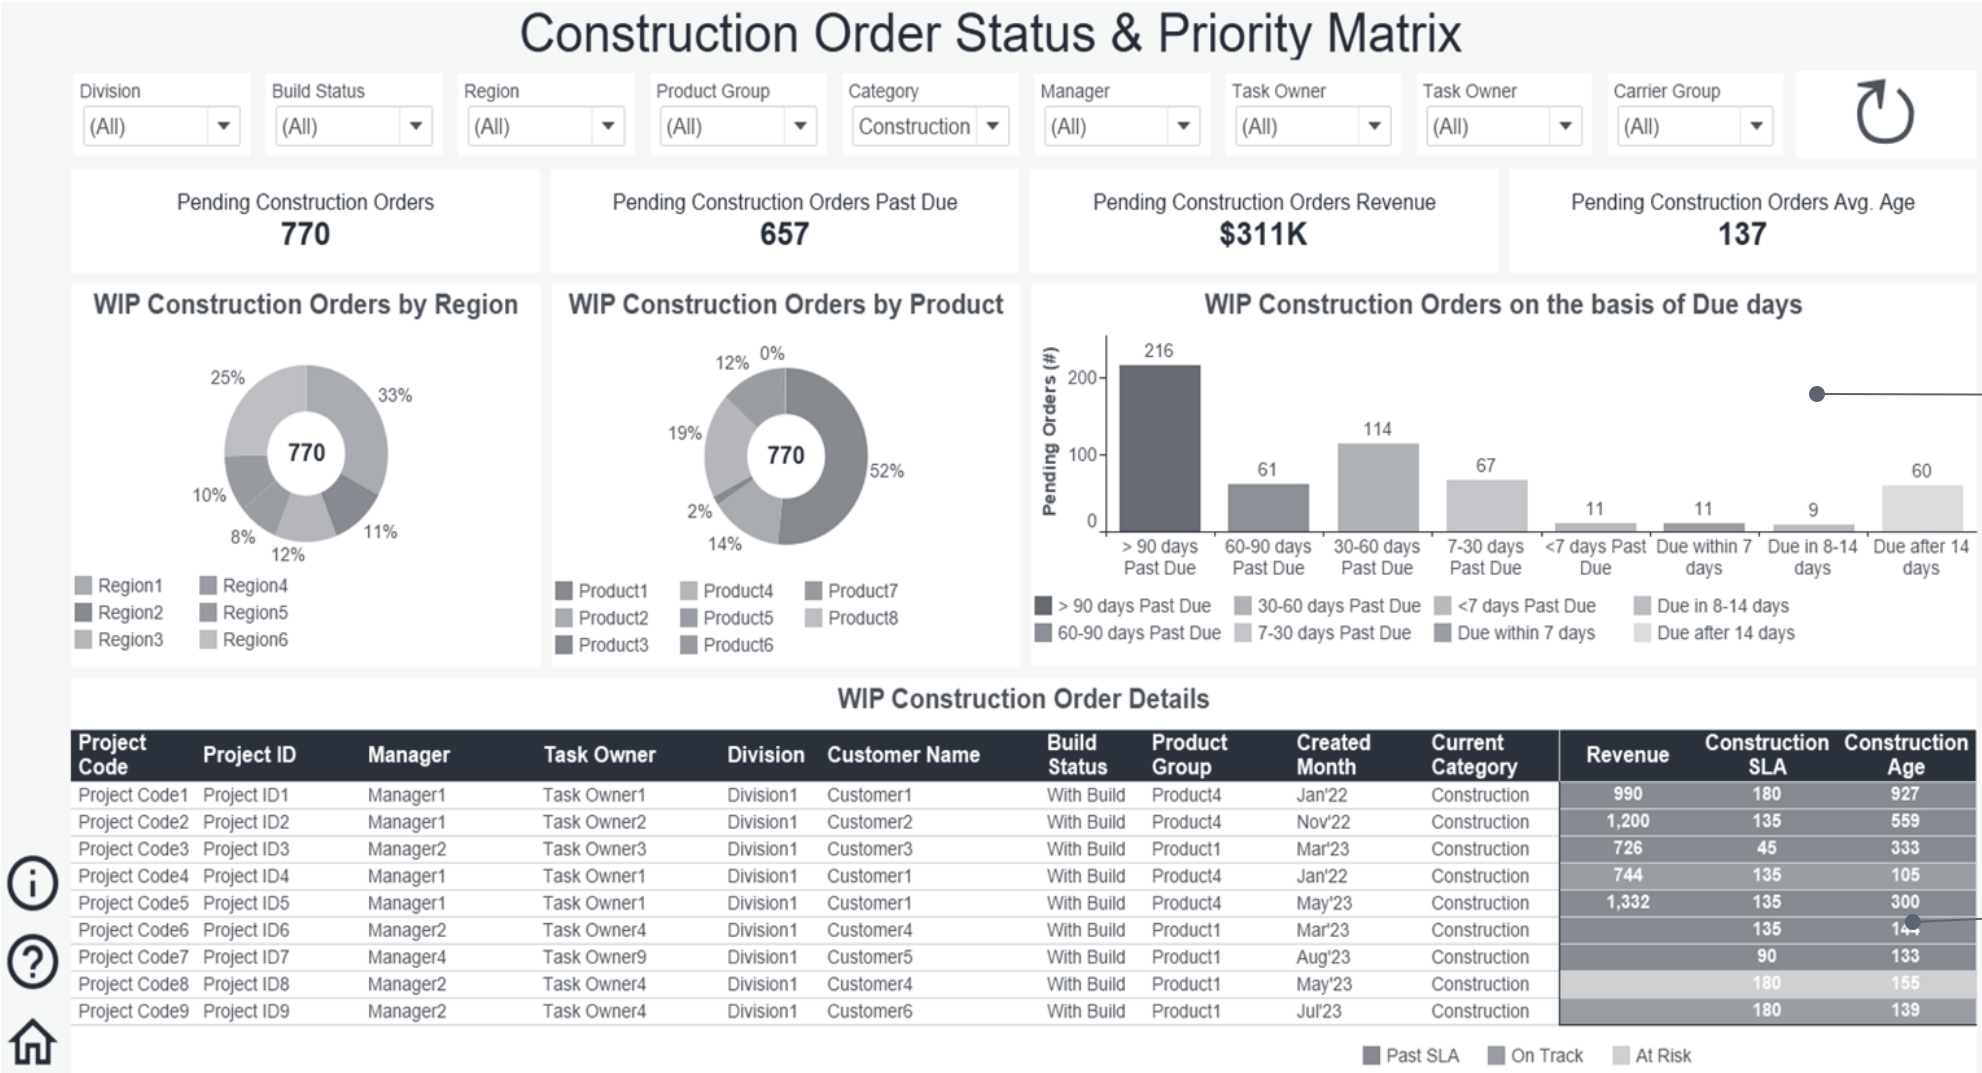 Construction Order Status & Priority Matrix
Division Build Status Region Product Group Category Manager Task Owner Task Owner Carrier Group
(All) (All) (All) (All) Construction (All) (All) (All) (All)
Pending Construction Orders Pending Construction Orders Past Due Pending Construction Orders Revenue Pending Construction Orders Avg. Age
770 657 $311K 137
WIP Construction Orders by Region
25%
33%
770
10%
8%
12%
11%
Region1 Region4
Region2 Region5
Region3 Region6
WIP Construction Orders by Product
12% 0%
19%
770
52%
2%
14%
Product1 Product4 Product7
Product2 Product5 Product8
Product3 Product6
WIP Construction Orders on the basis of Due days
Pending Orders (#)
200
100
0
216 61 114 67 11 11 9 60
> 90 days 60-90 days 30-60 days 7-30 days <7 days Past Due within 7 Due in 8-14 Due after 14
Past Due Past Due Past Due Past Due Due days days days
> 90 days Past Due 30-60 days Past Due <7 days Past Due Due in 8-14 days
60-90 days Past Due 7-30 days Past Due Due within 7 days Due after 14 days
WIP Construction Order Details
Project Build Product Created Current Construction Construction
Code Project ID Manager Task Owner Division Customer Name Status Group Month Category Revenue SLA Age
Project Code1 Project ID1 Manager1 Task Owner1 Division1 Customer1 With Build Product4 Jan'22 Construction 990 180 927
Project Code2 Project ID2 Manager1 Task Owner2 Division1 Customer2 With Build Product4 Nov'22 Construction 1,200 135 559
Project Code3 Project ID3 Manager2 Task Owner3 Division1 Customer3 With Build Product1 Mar'23 Construction 726 45 333
Project Code4 Project ID4 Manager1 Task Owner1 Division1 Customer1 With Build Product4 Jan'22 Construction 744 135 105
Project Code5 Project ID5 Manager1 Task Owner1 Division1 Customer1 With Build Product4 May'23 Construction 1,332 135 300
Project Code6 Project ID6 Manager2 Task Owner4 Division1 Customer4 With Build Product1 Mar'23 Construction 135
Project Code7 Project ID7 Manager4 Task Owner9 Division1 Customer5 With Build Product1 Aug'23 Construction 90 133
Project Code8 Project ID8 Manager2 Task Owner4 Division1 Customer4 With Build Product1 May'23 Construction 180 155
Project Code9 Project ID9 Manager2 Task Owner4 Division1 Customer6 With Build Product1 Jul'23 Construction 180 139
Past SLA On Track At Risk